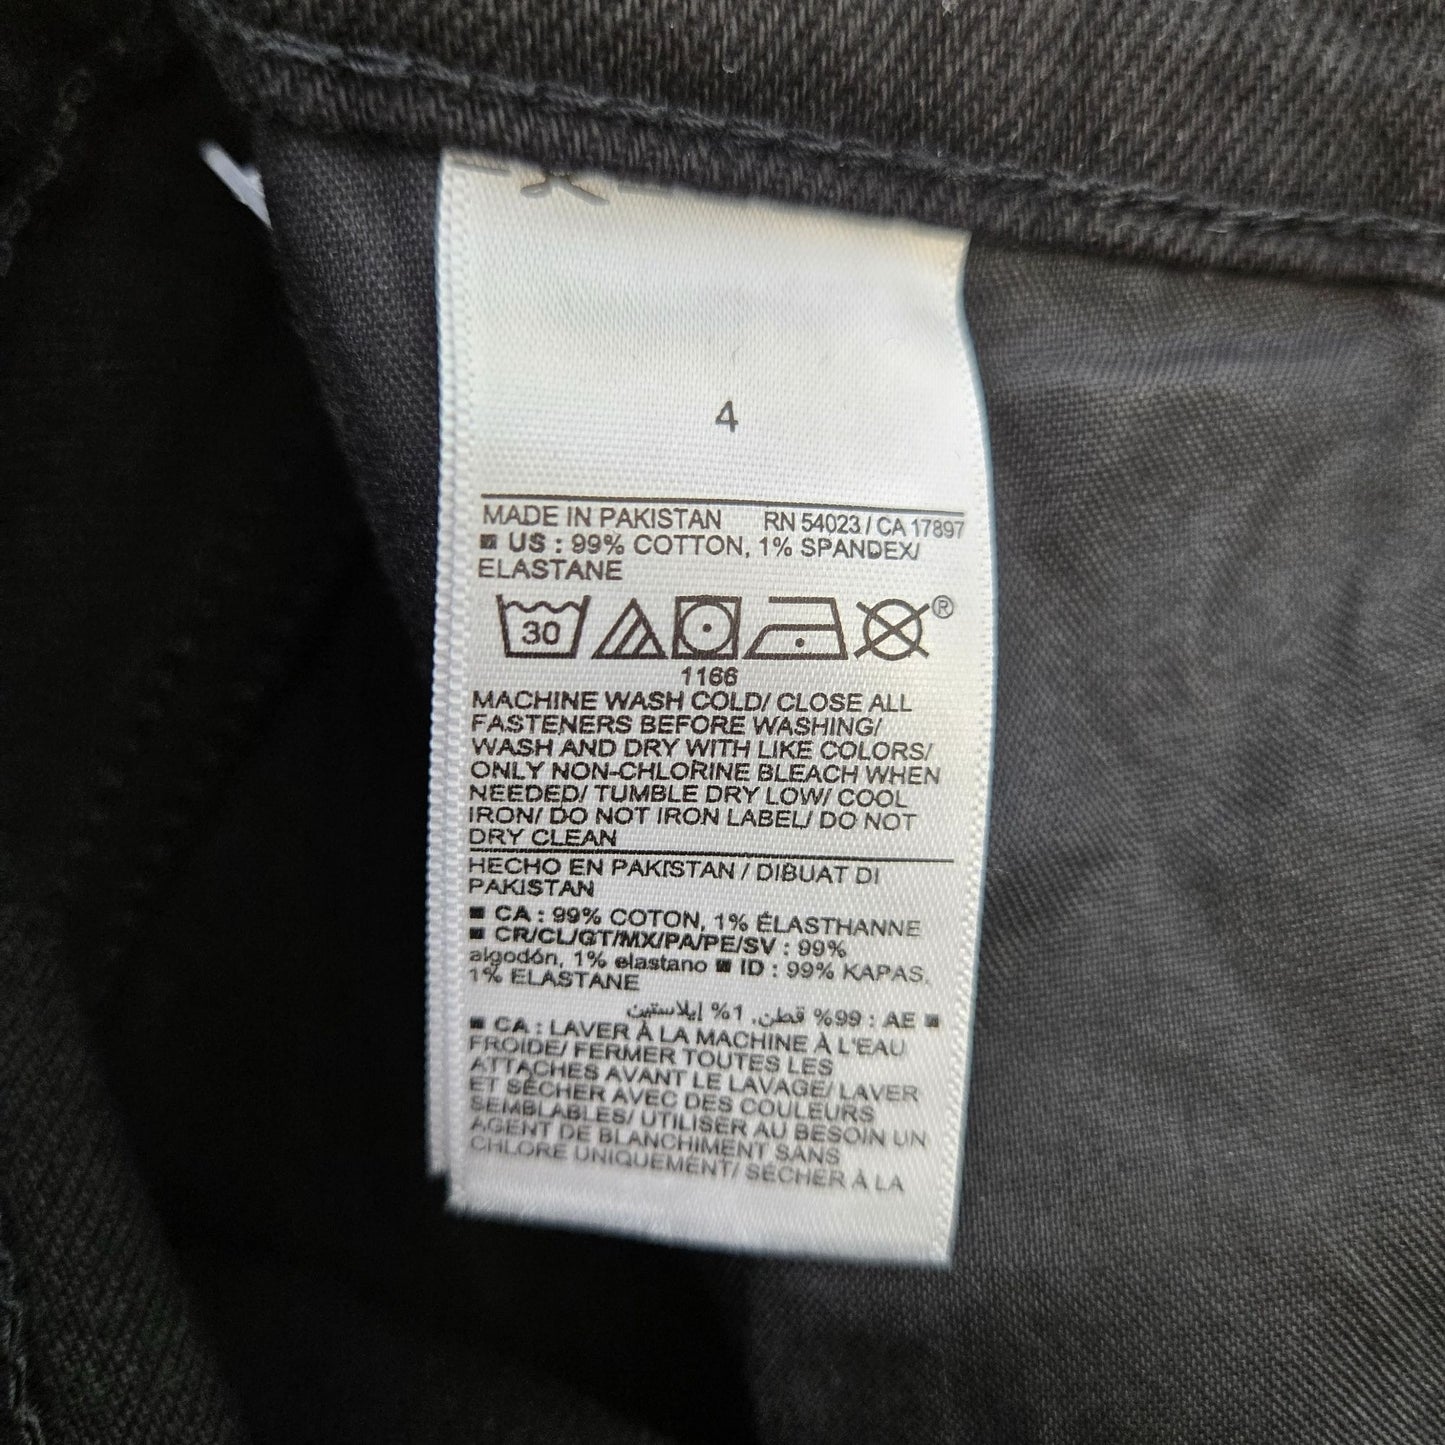 4
MADE IN PAKISTAN RN 54023 / CA 17897
US : 99% COTTON, 1% SPANDEX/
ELASTANE
30 ®
1166
MACHINE WASH COLD/ CLOSE ALL
FASTENERS BEFORE WASHING/
WASH AND DRY WITH LIKE COLORS/
ONLY NON-CHLORINE BLEACH WHEN
NEEDED/ TUMBLE DRY LOW/ COOL
IRON/ DO NOT IRON LABEL/ DO NOT
DRY CLEAN
HECHO EN PAKISTAN / DIBUAT DI
PAKISTAN
■ CA : 99% COTON, 1% ÉLASTHANNE
■ CR/CL/GT/MX/PA/PE/SV : 99%
algodón, 1% elastano ■ ID : 99% KAPAS,
1% ELASTANE
■ AE : 99% قطن, 1% إيلاستين
■ CA : LAVER À LA MACHINE À L'EAU
FROIDE/ FERMER TOUTES LES
ATTACHES AVANT LE LAVAGE/ LAVER
ET SÉCHER AVEC DES COULEURS
SEMBLABLES/ UTILISER AU BESOIN UN
AGENT DE BLANCHIMENT SANS
CHLORE UNIQUEMENT/ SÉCHER À LA